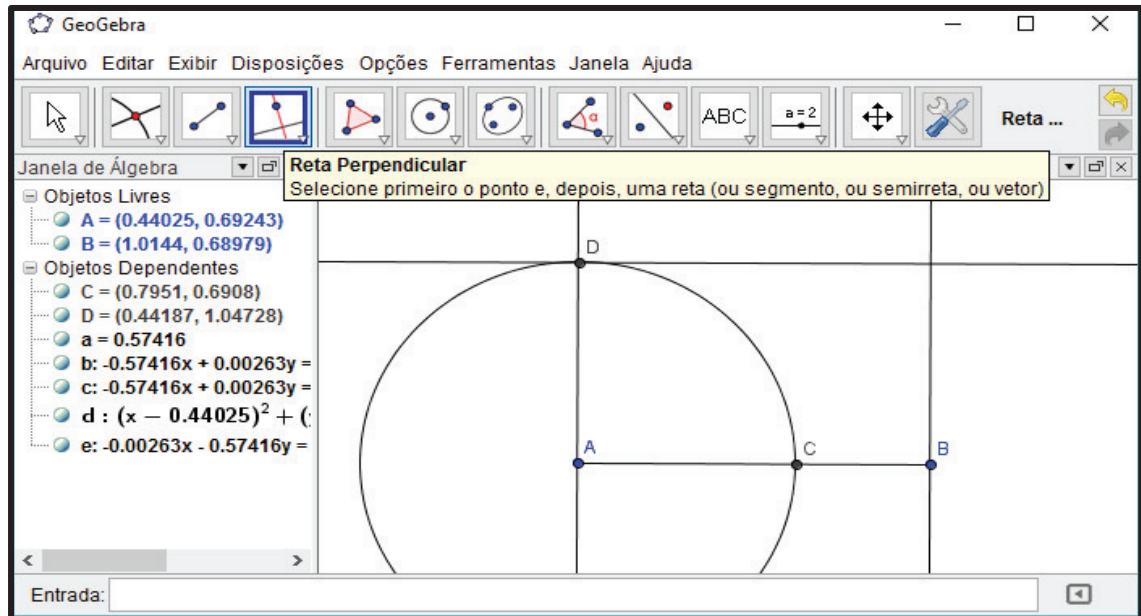 GeoGebra
Arquivo Editar Exibir Disposições Opções Ferramentas Janela Ajuda
ABC
a = 2
α
Reta ...
Janela de Álgebra
Reta Perpendicular
Selecione primeiro o ponto e, depois, uma reta (ou segmento, ou semirreta, ou vetor)
Objetos Livres
A = (0.44025, 0.69243)
B = (1.0144, 0.68979)
Objetos Dependentes
C = (0.7951, 0.6908)
D = (0.44187, 1.04728)
a = 0.57416
b: -0.57416x + 0.00263y =
c: -0.57416x + 0.00263y =
d : (x − 0.44025)² + (
e: -0.00263x - 0.57416y =
D
A
C
B
Entrada: